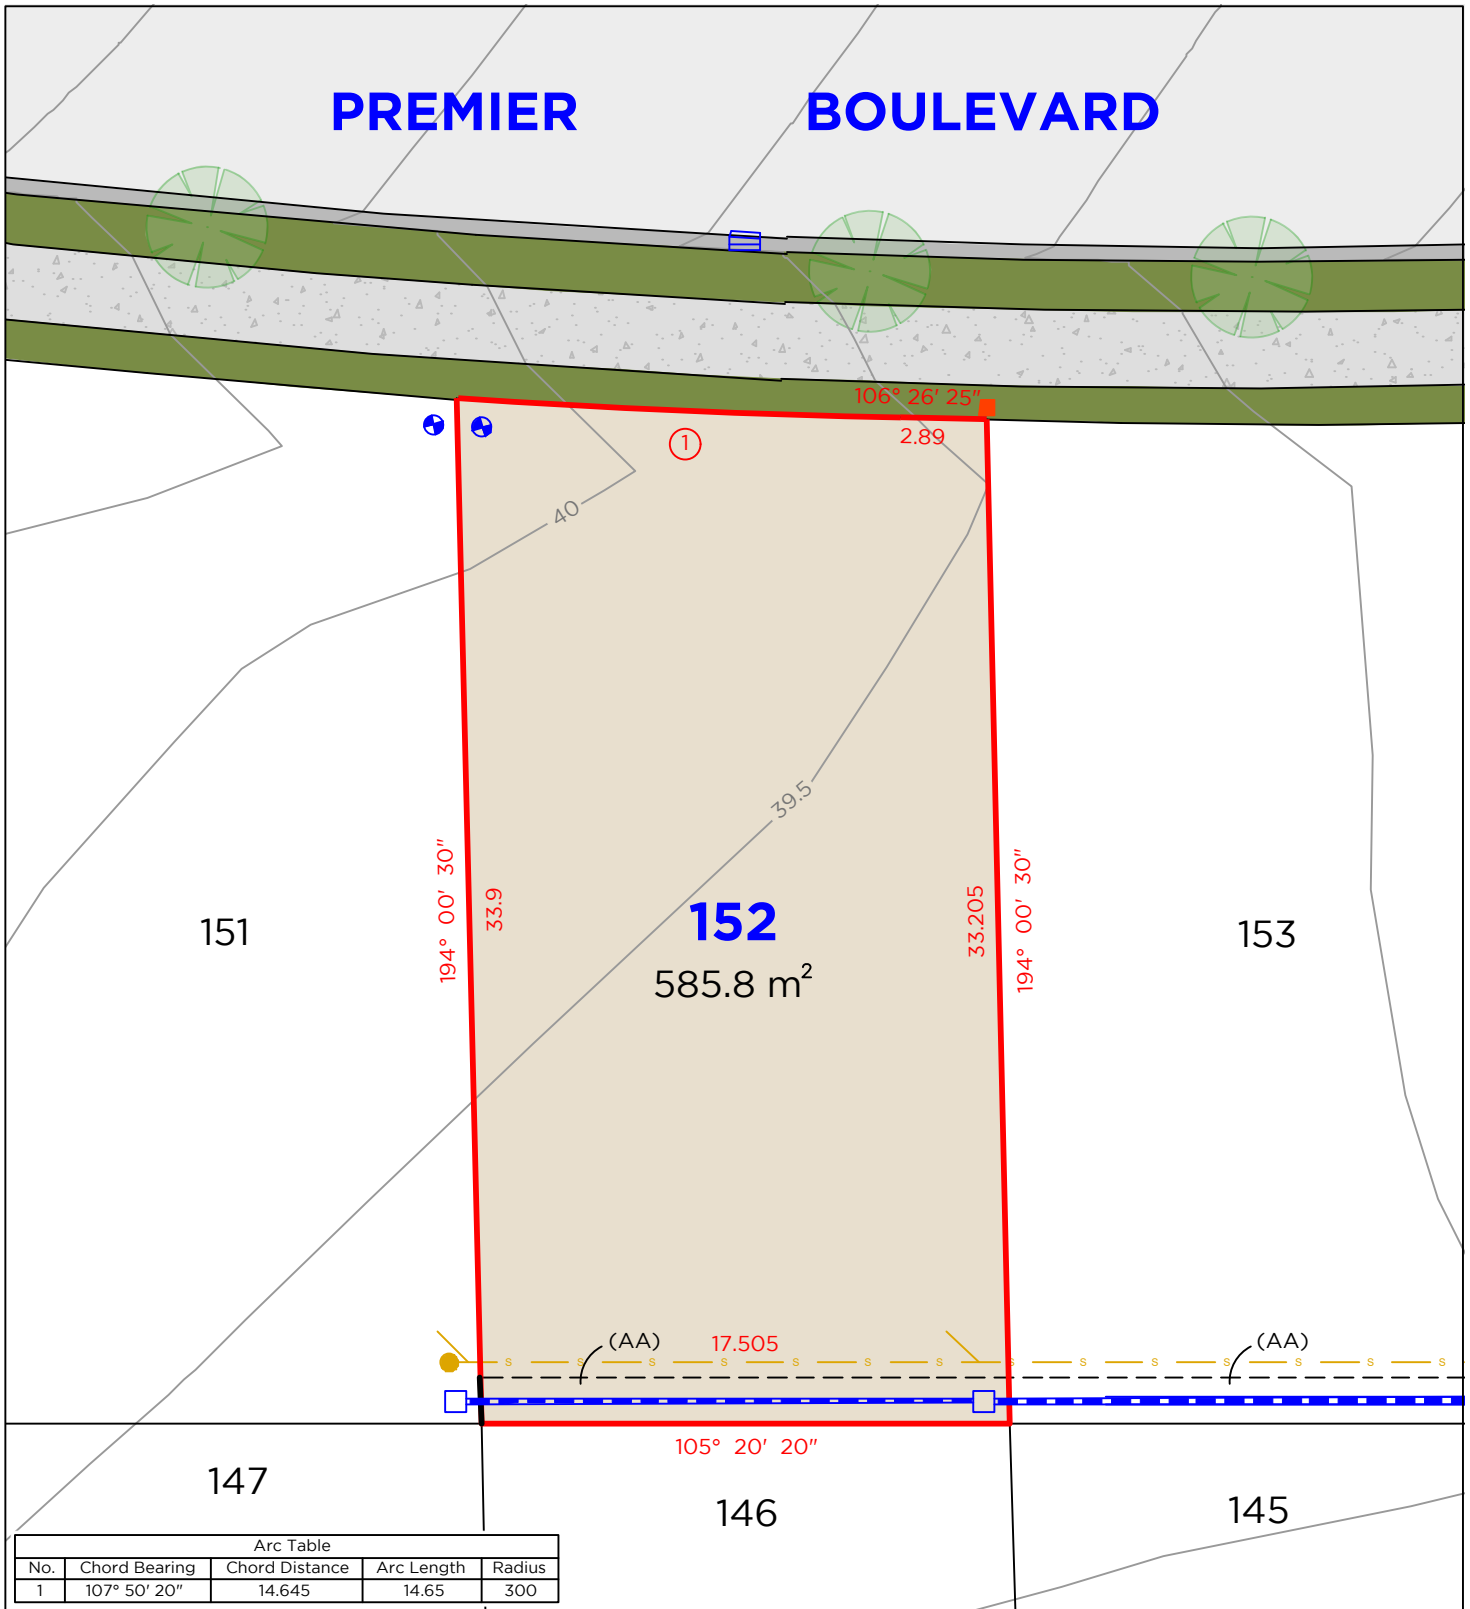 PREMIER BOULEVARD
106° 26' 25"
1
2.89
40
39.5
194° 00' 30"
33.9
33.205
194° 00' 30"
151
152
153
585.8 m²
(AA)
17.505
(AA)
s s s s s s s s s s s s s s
105° 20' 20"
147
146
145
Arc Table
No. Chord Bearing Chord Distance Arc Length Radius
1 107° 50' 20" 14.645 14.65 300